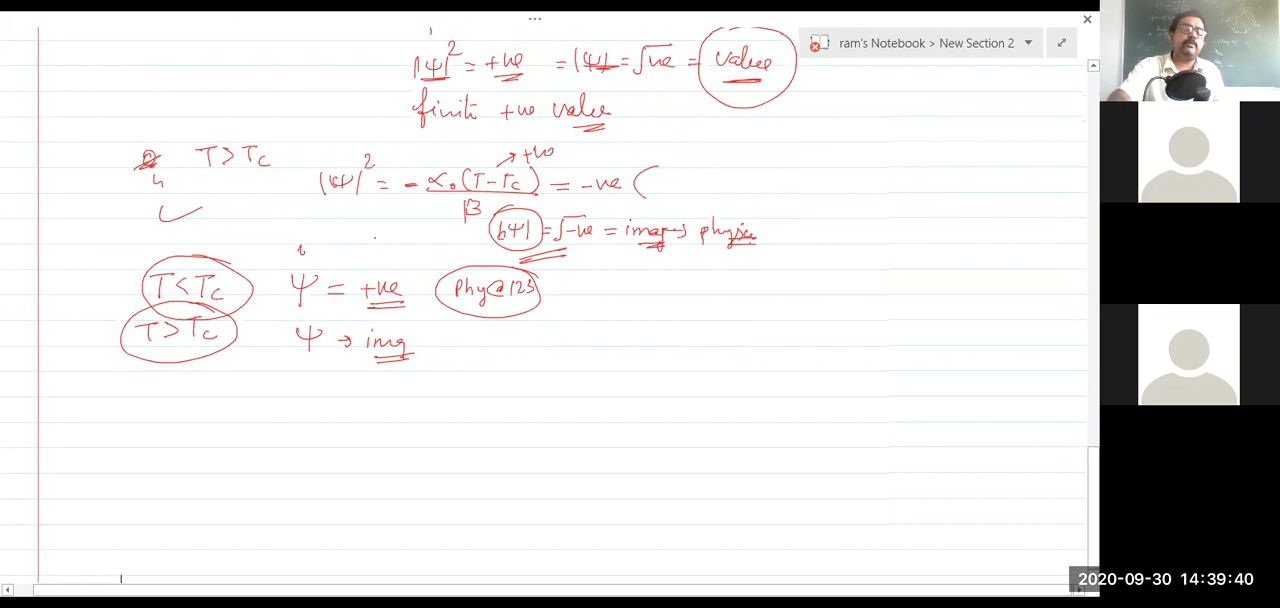 ram's Notebook > New Section 2
|Ψ|² = +ve = |Ψ| = √ve = value
finite +ve value
T > Tc
→ +ve
|Ψ|² = - α₀ (T - Tc) = -ve (
β
|Ψ| = √-ve = imag physi
T < Tc Ψ = +ve Phy@123
T > Tc Ψ → img
2020-09-30 14:39:40